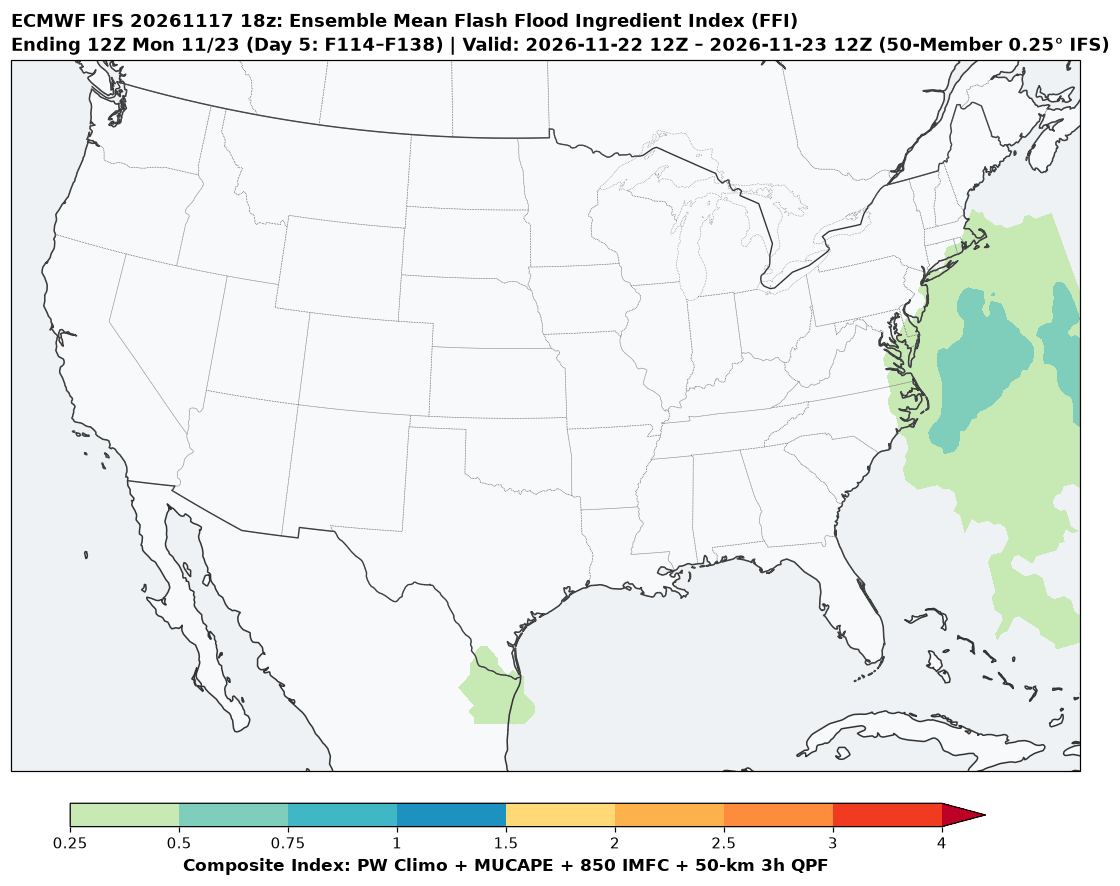 ECMWF IFS 20261117 18z: Ensemble Mean Flash Flood Ingredient Index (FFI)
Ending 12Z Mon 11/23 (Day 5: F114–F138) | Valid: 2026-11-22 12Z – 2026-11-23 12Z (50-Member 0.25° IFS)
0.25 0.5 0.75 1 1.5 2 2.5 3 4
Composite Index: PW Climo + MUCAPE + 850 IMFC + 50-km 3h QPF